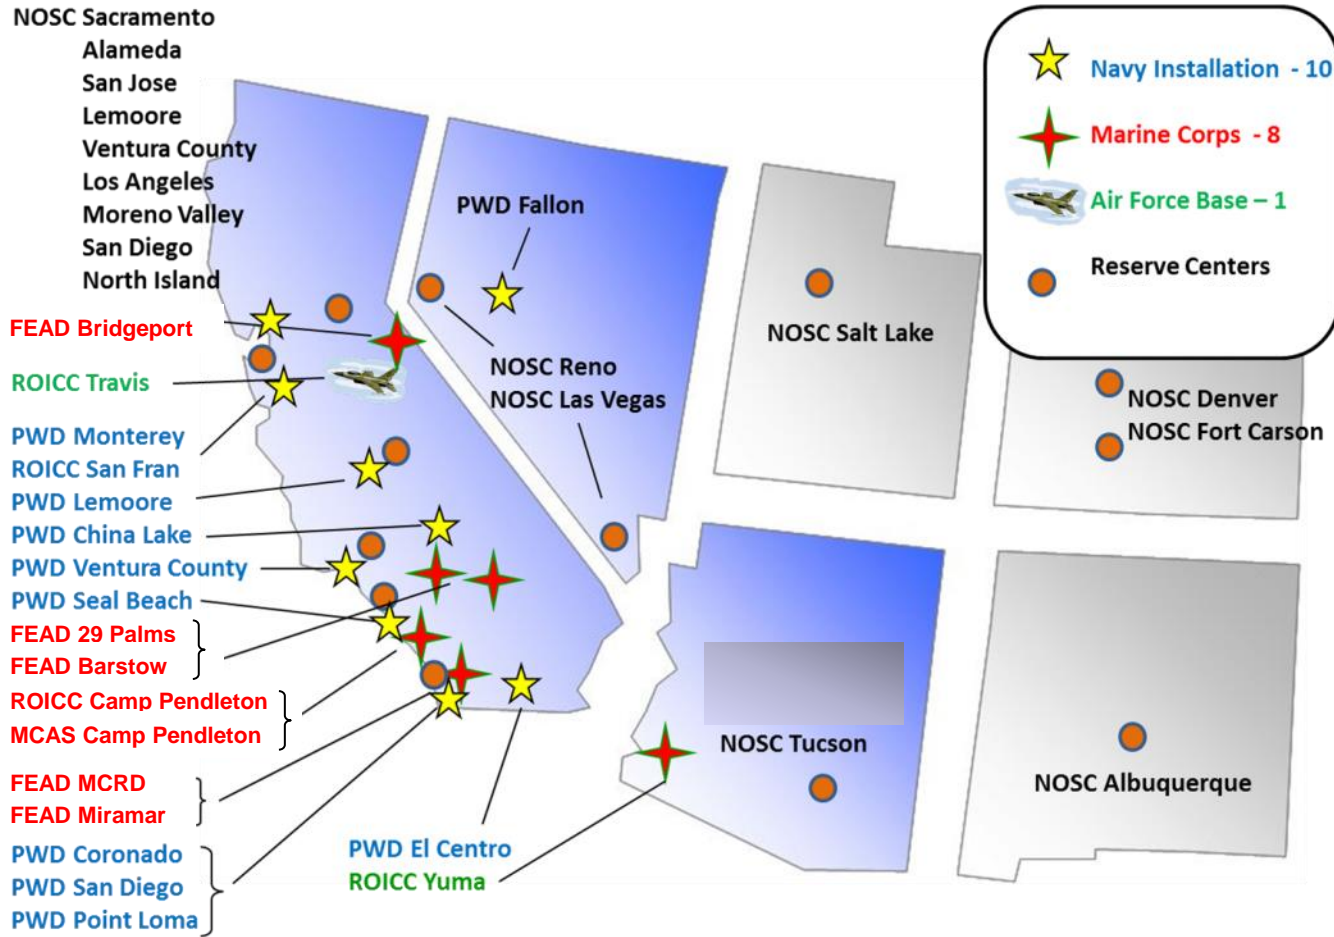 NOSC Sacramento
Alameda
San Jose
Lemoore
Ventura County
Los Angeles
Moreno Valley
San Diego
North Island
FEAD Bridgeport
ROICC Travis
PWD Monterey
ROICC San Fran
PWD Lemoore
PWD China Lake
PWD Ventura County
PWD Seal Beach
FEAD 29 Palms
FEAD Barstow
ROICC Camp Pendleton
MCAS Camp Pendleton
FEAD MCRD
FEAD Miramar
PWD Coronado
PWD San Diego
PWD Point Loma
PWD El Centro
ROICC Yuma
PWD Fallon
NOSC Reno
NOSC Las Vegas
NOSC Salt Lake
NOSC Tucson
NOSC Denver
NOSC Fort Carson
NOSC Albuquerque
Navy Installation - 10
Marine Corps - 8
Air Force Base – 1
Reserve Centers